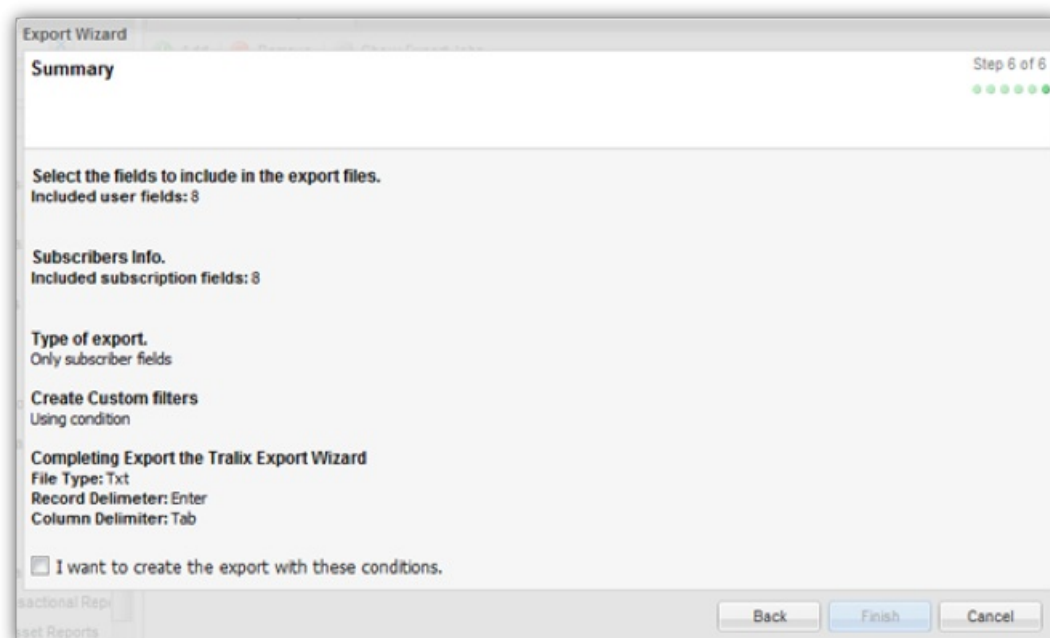 Export Wizard
Summary
Step 6 of 6
Select the fields to include in the export files.
Included user fields: 8
Subscribers Info.
Included subscription fields: 8
Type of export.
Only subscriber fields
Create Custom filters
Using condition
Completing Export the Tralix Export Wizard
File Type: Txt
Record Delimeter: Enter
Column Delimiter: Tab
I want to create the export with these conditions.
Back Finish Cancel